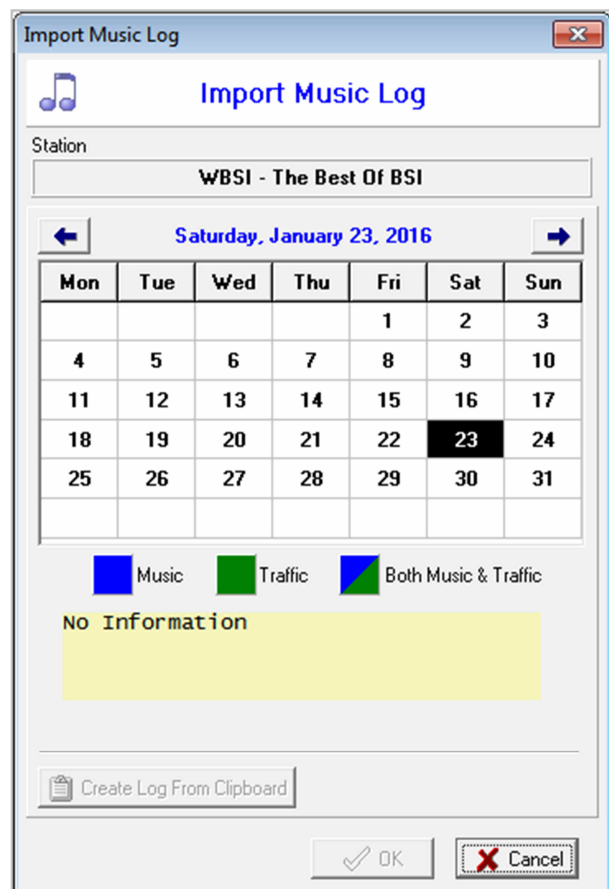 Import Music Log
Import Music Log
Station
WBSI - The Best Of BSI
Saturday, January 23, 2016
Mon Tue Wed Thu Fri Sat Sun
1 2 3
4 5 6 7 8 9 10
11 12 13 14 15 16 17
18 19 20 21 22 23 24
25 26 27 28 29 30 31
Music Traffic Both Music & Traffic
No Information
Create Log From Clipboard
OK Cancel